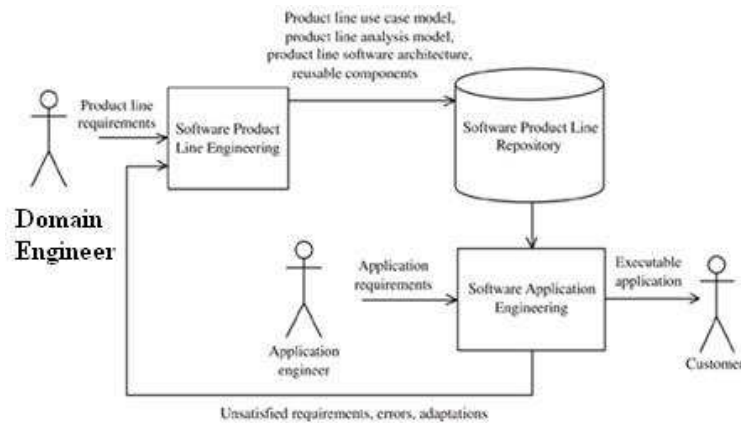 Product line use case model,
product line analysis model,
product line software architecture,
reusable components
Product line
requirements
Software Product
Line Engineering
Software Product Line
Repository
Domain
Engineer
Application
requirements
Software Application
Engineering
Executable
application
Application
engineer
Customer
Unsatisfied requirements, errors, adaptations